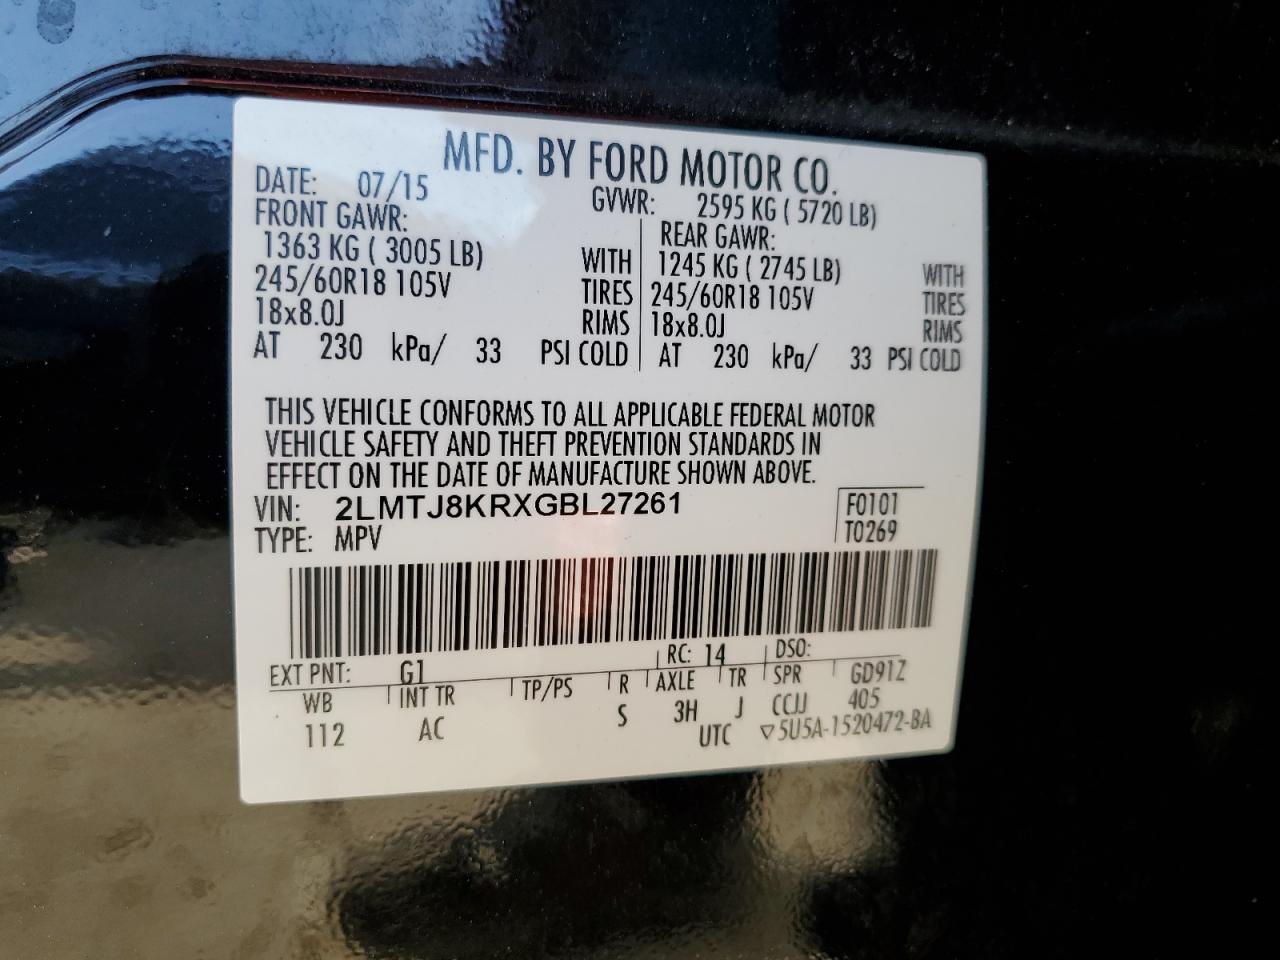 MFD. BY FORD MOTOR CO.
DATE: 07/15 GVWR: 2595 KG ( 5720 LB)
FRONT GAWR: REAR GAWR:
1363 KG ( 3005 LB) WITH 1245 KG ( 2745 LB) WITH
245/60R18 105V TIRES 245/60R18 105V TIRES
18x8.0J RIMS 18x8.0J RIMS
AT 230 kPa/ 33 PSI COLD AT 230 kPa/ 33 PSI COLD
THIS VEHICLE CONFORMS TO ALL APPLICABLE FEDERAL MOTOR
VEHICLE SAFETY AND THEFT PREVENTION STANDARDS IN
EFFECT ON THE DATE OF MANUFACTURE SHOWN ABOVE.
VIN: 2LMTJ8KRXGBL27261 F0101
TYPE: MPV T0269
EXT PNT: G1 RC: 14 DSO:
WB INT TR TP/PS R AXLE TR SPR GD91Z
112 AC S 3H J CCJJ 405
UTC ▽5U5A-1520472-BA